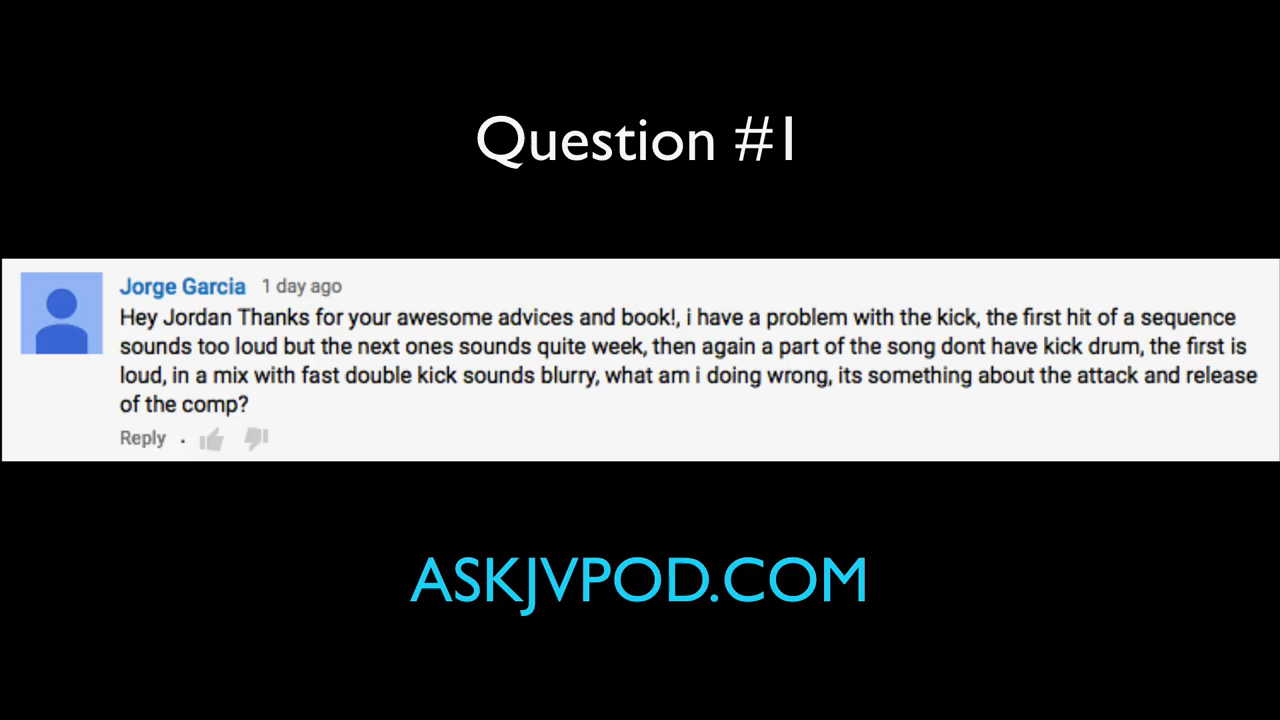 Question #1
Jorge Garcia 1 day ago
Hey Jordan Thanks for your awesome advices and book!, i have a problem with the kick, the first hit of a sequence
sounds too loud but the next ones sounds quite week, then again a part of the song dont have kick drum, the first is
loud, in a mix with fast double kick sounds blurry, what am i doing wrong, its something about the attack and release
of the comp?
Reply .
ASKJVPOD.COM